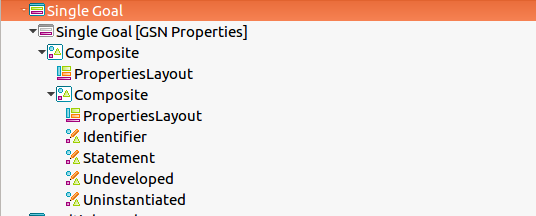 Single Goal
Single Goal [GSN Properties]
Composite
PropertiesLayout
Composite
PropertiesLayout
Identifier
Statement
Undeveloped
Uninstantiated